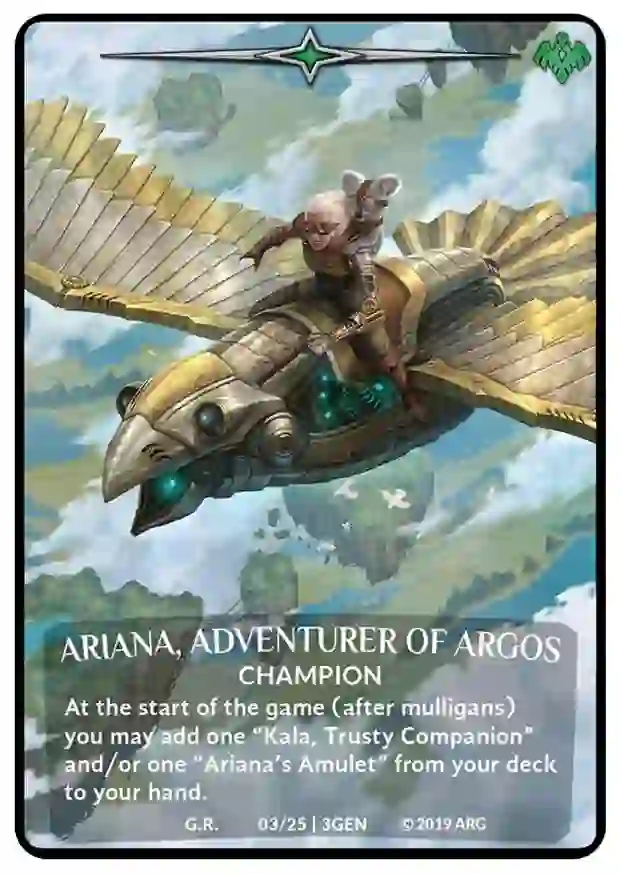 ARIANA, ADVENTURER OF ARGOS
CHAMPION
At the start of the game (after mulligans)
you may add one “Kala, Trusty Companion”
and/or one “Ariana’s Amulet” from your deck
to your hand.
G.R. 03/25 | 3GEN © 2019 ARG